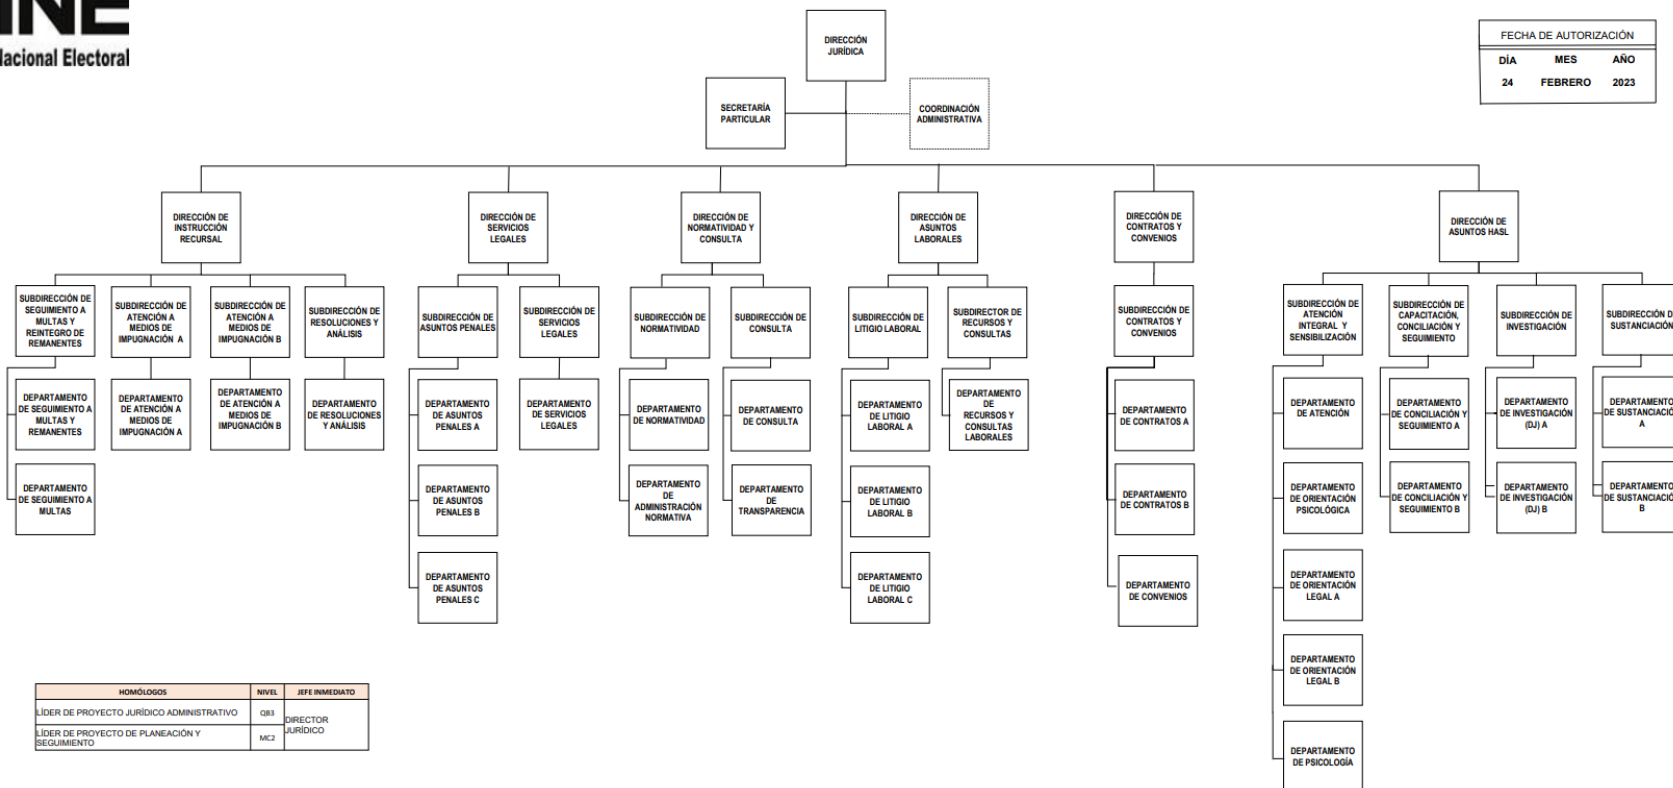 INE
Nacional Electoral
DIRECCIÓN
JURÍDICA
FECHA DE AUTORIZACIÓN
DÍA MES AÑO
24 FEBRERO 2023
SECRETARÍA
PARTICULAR
COORDINACIÓN
ADMINISTRATIVA
DIRECCIÓN DE
INSTRUCCIÓN
RECURSAL
DIRECCIÓN DE
SERVICIOS
LEGALES
DIRECCIÓN DE
NORMATIVIDAD Y
CONSULTA
DIRECCIÓN DE
ASUNTOS
LABORALES
DIRECCIÓN DE
CONTRATOS Y
CONVENIOS
DIRECCIÓN DE
ASUNTOS HASL
SUBDIRECCIÓN DE
SEGUIMIENTO A
MULTAS Y
REINTEGRO DE
REMANENTES
SUBDIRECCIÓN DE
ATENCIÓN A
MEDIOS DE
IMPUGNACIÓN A
SUBDIRECCIÓN DE
ATENCIÓN A
MEDIOS DE
IMPUGNACIÓN B
SUBDIRECCIÓN DE
RESOLUCIONES Y
ANÁLISIS
SUBDIRECCIÓN DE
ASUNTOS PENALES
SUBDIRECCIÓN DE
SERVICIOS
LEGALES
SUBDIRECCIÓN DE
NORMATIVIDAD
SUBDIRECCIÓN DE
CONSULTA
SUBDIRECCIÓN DE
LITIGIO LABORAL
SUBDIRECTOR DE
RECURSOS Y
CONSULTAS
SUBDIRECCIÓN DE
CONTRATOS Y
CONVENIOS
SUBDIRECCIÓN DE
ATENCIÓN
INTEGRAL Y
SENSIBILIZACIÓN
SUBDIRECCIÓN DE
CAPACITACIÓN,
CONCILIACIÓN Y
SEGUIMIENTO
SUBDIRECCIÓN DE
INVESTIGACIÓN
SUBDIRECCIÓN DE
SUSTANCIACIÓN
DEPARTAMENTO
DE SEGUIMIENTO A
MULTAS Y
REMANENTES
DEPARTAMENTO
DE ATENCIÓN A
MEDIOS DE
IMPUGNACIÓN A
DEPARTAMENTO
DE ATENCIÓN A
MEDIOS DE
IMPUGNACIÓN B
DEPARTAMENTO
DE RESOLUCIONES
Y ANÁLISIS
DEPARTAMENTO
DE ASUNTOS
PENALES A
DEPARTAMENTO
DE SERVICIOS
LEGALES
DEPARTAMENTO
DE NORMATIVIDAD
DEPARTAMENTO
DE CONSULTA
DEPARTAMENTO
DE LITIGIO
LABORAL A
DEPARTAMENTO
DE
RECURSOS Y
CONSULTAS
LABORALES
DEPARTAMENTO
DE CONTRATOS A
DEPARTAMENTO
DE ATENCIÓN
DEPARTAMENTO
DE CONCILIACIÓN Y
SEGUIMIENTO A
DEPARTAMENTO
DE INVESTIGACIÓN
(DJ) A
DEPARTAMENTO
DE SUSTANCIACIÓN
A
DEPARTAMENTO
DE SEGUIMIENTO A
MULTAS
DEPARTAMENTO
DE ASUNTOS
PENALES B
DEPARTAMENTO
DE
ADMINISTRACIÓN
NORMATIVA
DEPARTAMENTO
DE
TRANSPARENCIA
DEPARTAMENTO
DE LITIGIO
LABORAL B
DEPARTAMENTO
DE CONTRATOS B
DEPARTAMENTO
DE ORIENTACIÓN
PSICOLÓGICA
DEPARTAMENTO
DE CONCILIACIÓN Y
SEGUIMIENTO B
DEPARTAMENTO
DE INVESTIGACIÓN
(DJ) B
DEPARTAMENTO
DE SUSTANCIACIÓN
B
DEPARTAMENTO
DE ASUNTOS
PENALES C
DEPARTAMENTO
DE LITIGIO
LABORAL C
DEPARTAMENTO
DE CONVENIOS
DEPARTAMENTO
DE ORIENTACIÓN
LEGAL A
DEPARTAMENTO
DE ORIENTACIÓN
LEGAL B
DEPARTAMENTO
DE PSICOLOGÍA
HOMÓLOGOS NIVEL JEFE INMEDIATO
LÍDER DE PROYECTO JURÍDICO ADMINISTRATIVO QB3
DIRECTOR
JURÍDICO
LÍDER DE PROYECTO DE PLANEACIÓN Y
SEGUIMIENTO MC2